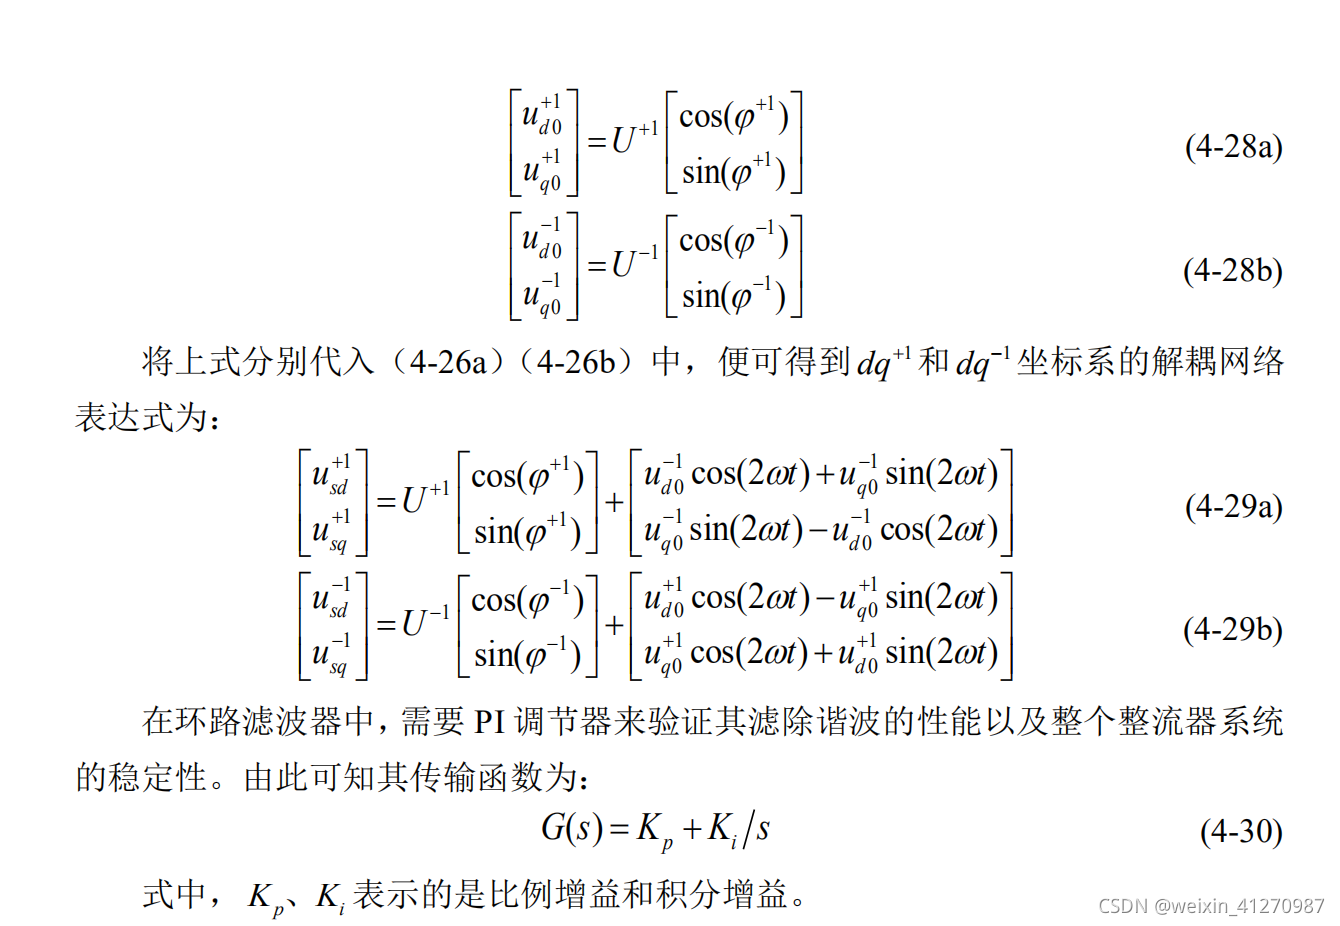 $\begin{bmatrix} u_{d0}^{+1} \\ u_{q0}^{+1} \end{bmatrix} = U^{+1} \begin{bmatrix} \cos(\varphi^{+1}) \\ \sin(\varphi^{+1}) \end{bmatrix}$ (4-28a)
$\begin{bmatrix} u_{d0}^{-1} \\ u_{q0}^{-1} \end{bmatrix} = U^{-1} \begin{bmatrix} \cos(\varphi^{-1}) \\ \sin(\varphi^{-1}) \end{bmatrix}$ (4-28b)
将上式分别代入（4-26a）（4-26b）中，便可得到 $dq^{+1}$ 和 $dq^{-1}$ 坐标系的解耦网络
表达式为：
$\begin{bmatrix} u_{sd}^{+1} \\ u_{sq}^{+1} \end{bmatrix} = U^{+1} \begin{bmatrix} \cos(\varphi^{+1}) \\ \sin(\varphi^{+1}) \end{bmatrix} + \begin{bmatrix} u_{d0}^{-1} \cos(2\omega t) + u_{q0}^{-1} \sin(2\omega t) \\ u_{q0}^{-1} \sin(2\omega t) - u_{d0}^{-1} \cos(2\omega t) \end{bmatrix}$ (4-29a)
$\begin{bmatrix} u_{sd}^{-1} \\ u_{sq}^{-1} \end{bmatrix} = U^{-1} \begin{bmatrix} \cos(\varphi^{-1}) \\ \sin(\varphi^{-1}) \end{bmatrix} + \begin{bmatrix} u_{d0}^{+1} \cos(2\omega t) - u_{q0}^{+1} \sin(2\omega t) \\ u_{q0}^{+1} \cos(2\omega t) + u_{d0}^{+1} \sin(2\omega t) \end{bmatrix}$ (4-29b)
在环路滤波器中，需要 PI 调节器来验证其滤除谐波的性能以及整个整流器系统
的稳定性。由此可知其传输函数为：
$G(s) = K_p + K_i/s$ (4-30)
式中， $K_p$、$K_i$ 表示的是比例增益和积分增益。
CSDN @weixin_41270987